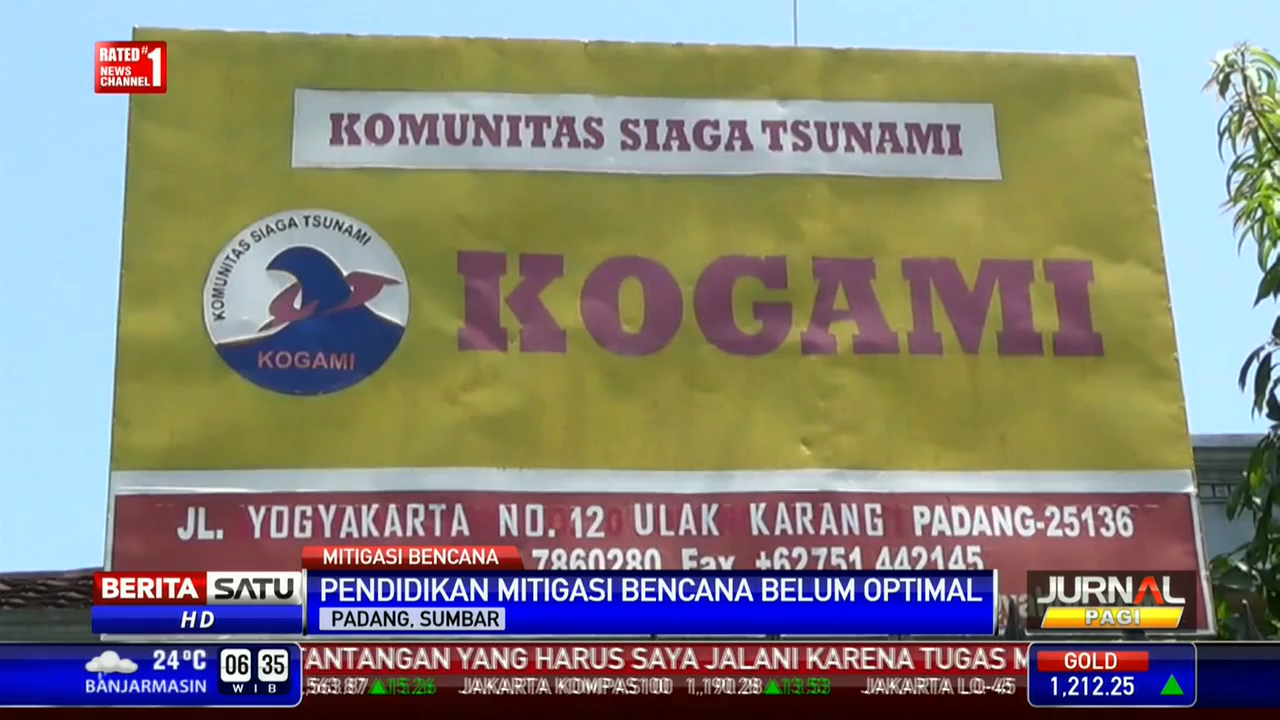 RATED #1
NEWS
CHANNEL
KOMUNITAS SIAGA TSUNAMI
KOMUNITAS SIAGA TSUNAMI
KOGAMI
KOGAMI
JL. YOGYAKARTA NO. 12 ULAK KARANG PADANG-25136
7860280 Fax +62751 442145
MITIGASI BENCANA
BERITA SATU
HD
PENDIDIKAN MITIGASI BENCANA BELUM OPTIMAL
PADANG, SUMBAR
JURNAL
PAGI
24°C
BANJARMASIN
06 35
WIB
TANTANGAN YANG HARUS SAYA JALANI KARENA TUGAS M
JAKARTA KOMPAS100 1,190.28 JAKARTA LQ-45
GOLD
1,212.25